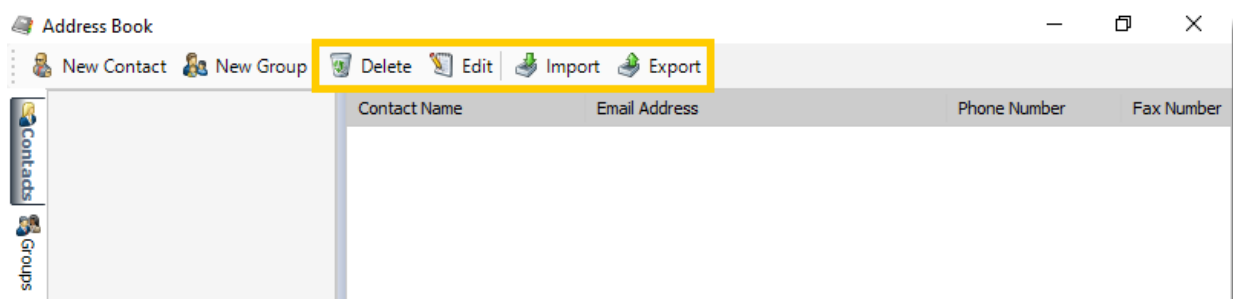 Address Book
New Contact New Group Delete Edit Import Export
Contact Name Email Address Phone Number Fax Number
Contacts
Groups